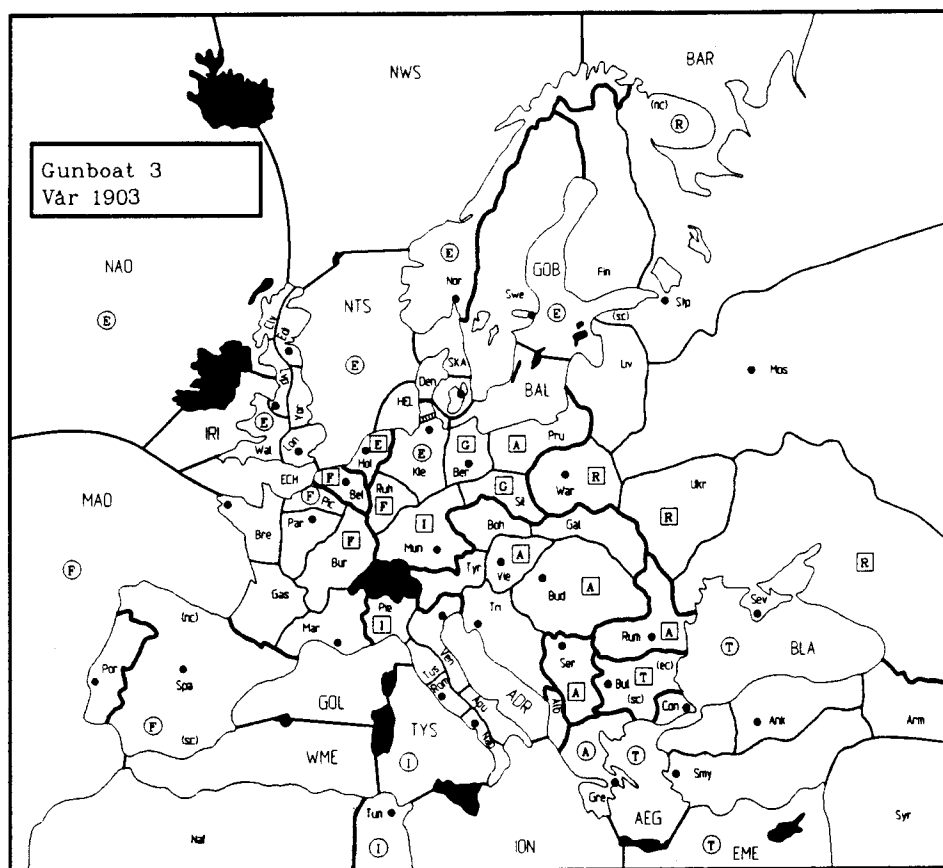 NWS
BAR
(nc)
R
Gunboat 3
Vår 1903
NAO
E
NTS
E
E
Nor
Swe
GOB
E
Fin
(sc)
Stp
Cly
Edi
Lvp
Yor
E
Wal
Lon
IRI
ECH
SKA
Den
HEL
BAL
Liv
Mos
E
Hol
E
Kie
G
Ber
A
Pru
War
R
Ukr
R
F
Bel
Ruh
F
G
Sil
MAO
F
F
Pic
Bre
Par
F
Bur
I
Mun
Boh
Gal
Tyr
A
Vie
Bud
A
R
Sev
Gas
Mar
Pie
I
Tri
Rum
A
T
BLA
(nc)
Por
Spa
F
(sc)
GOL
Tus
Ven
Rom
Apu
Nap
ADR
Ser
A
Alb
Bul
T
(ec)
(sc)
Con
Ank
Arm
WME
TYS
I
A
Gre
T
AEG
Smy
Syr
Naf
Tun
I
ION
T
EME